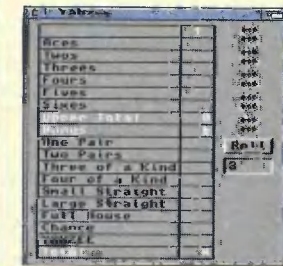 Yahtzee
1
Aces
Twos
Threes
Fours
Fives
Sixes
Upper Total
Bonus
One Pair
Two Pairs
Three of a Kind
Four of a Kind
Small Straight
Large Straight
Full House
Chance
Roll